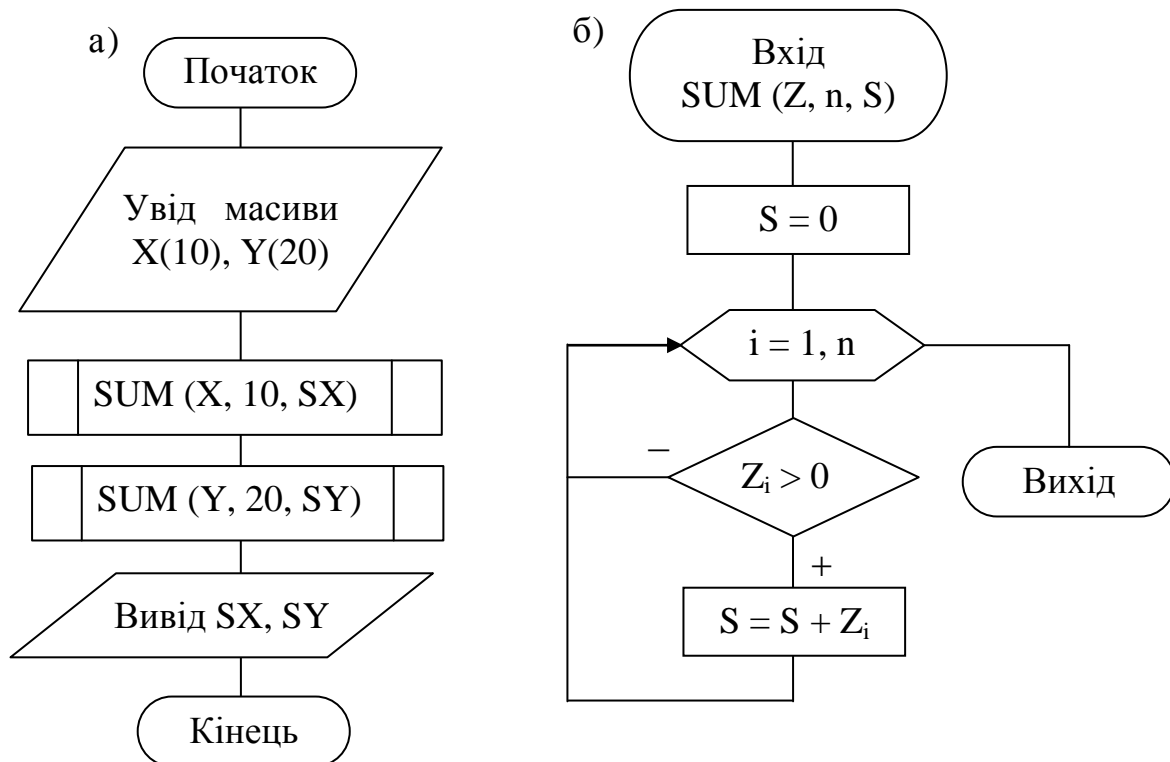 а)
Початок
Увід масиви
X(10), Y(20)
SUM (X, 10, SX)
SUM (Y, 20, SY)
Вивід SX, SY
Кінець
б)
Вхід
SUM (Z, n, S)
S = 0
i = 1, n
–
Zᵢ > 0
+
S = S + Zᵢ
Вихід